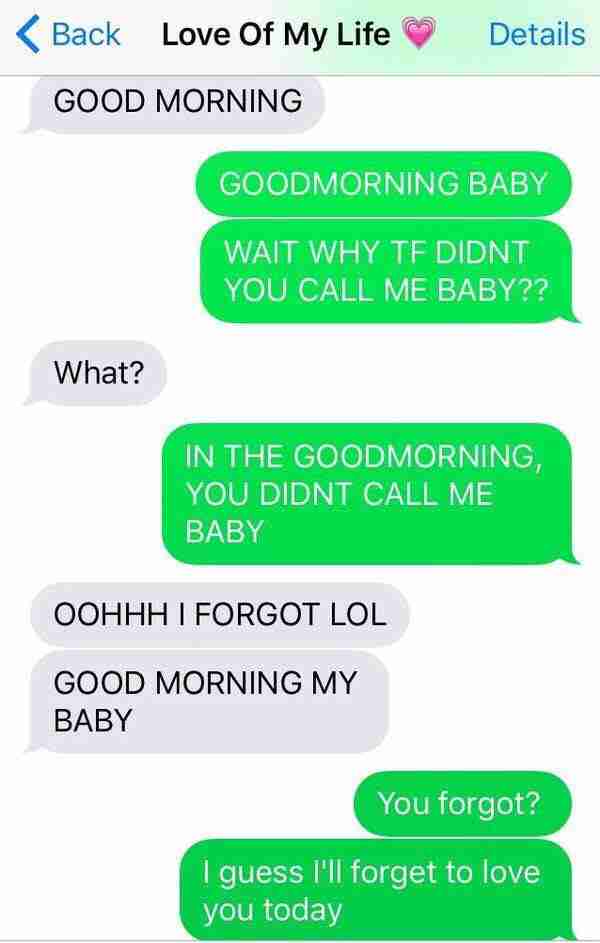 Back Love Of My Life 💗 Details
GOOD MORNING
GOODMORNING BABY
WAIT WHY TF DIDNT
YOU CALL ME BABY??
What?
IN THE GOODMORNING,
YOU DIDNT CALL ME
BABY
OOHHH I FORGOT LOL
GOOD MORNING MY
BABY
You forgot?
I guess I'll forget to love
you today